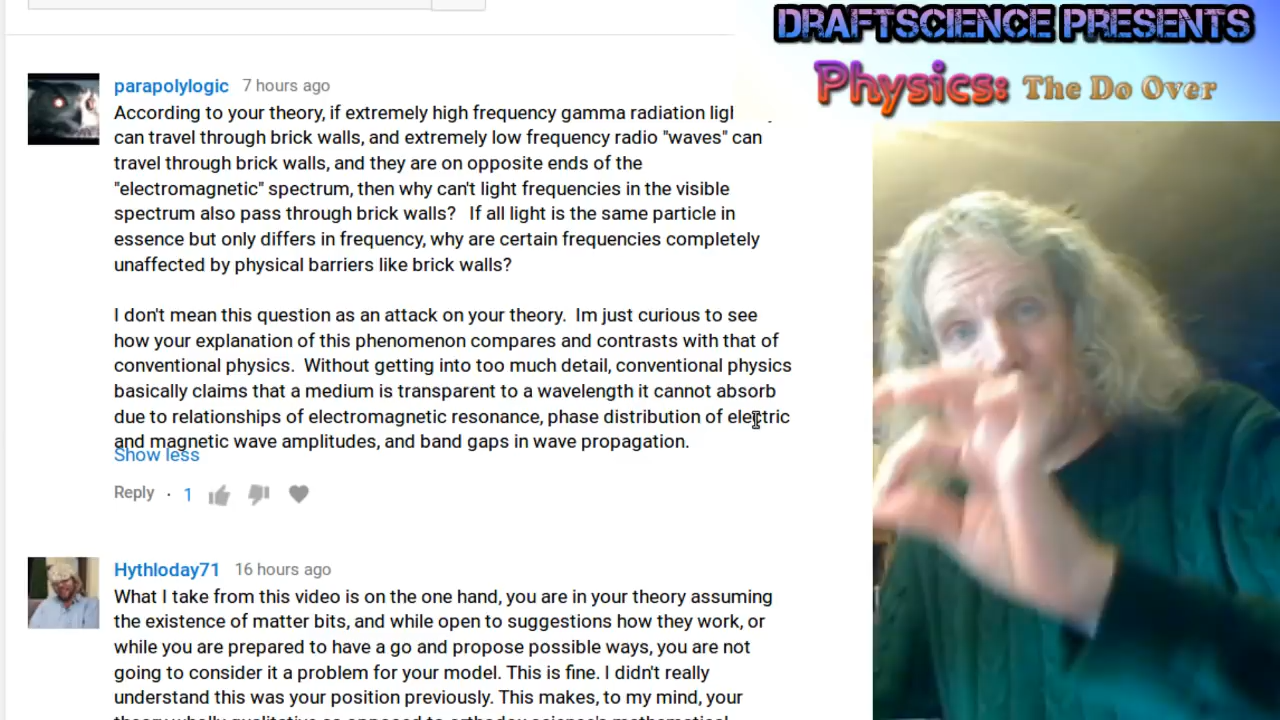 DRAFTSCIENCE PRESENTS
Physics: The Do Over
parapolylogic 7 hours ago
According to your theory, if extremely high frequency gamma radiation
can travel through brick walls, and extremely low frequency radio "waves" can
travel through brick walls, and they are on opposite ends of the
"electromagnetic" spectrum, then why can't light frequencies in the visible
spectrum also pass through brick walls? If all light is the same particle in
essence but only differs in frequency, why are certain frequencies completely
unaffected by physical barriers like brick walls?
I don't mean this question as an attack on your theory. Im just curious to see
how your explanation of this phenomenon compares and contrasts with that of
conventional physics. Without getting into too much detail, conventional physics
basically claims that a medium is transparent to a wavelength it cannot absorb
due to relationships of electromagnetic resonance, phase distribution of electric
and magnetic wave amplitudes, and band gaps in wave propagation.
Show less
Reply · 1
Hythloday71 16 hours ago
What I take from this video is on the one hand, you are in your theory assuming
the existence of matter bits, and while open to suggestions how they work, or
while you are prepared to have a go and propose possible ways, you are not
going to consider it a problem for your model. This is fine. I didn't really
understand this was your position previously. This makes, to my mind, your